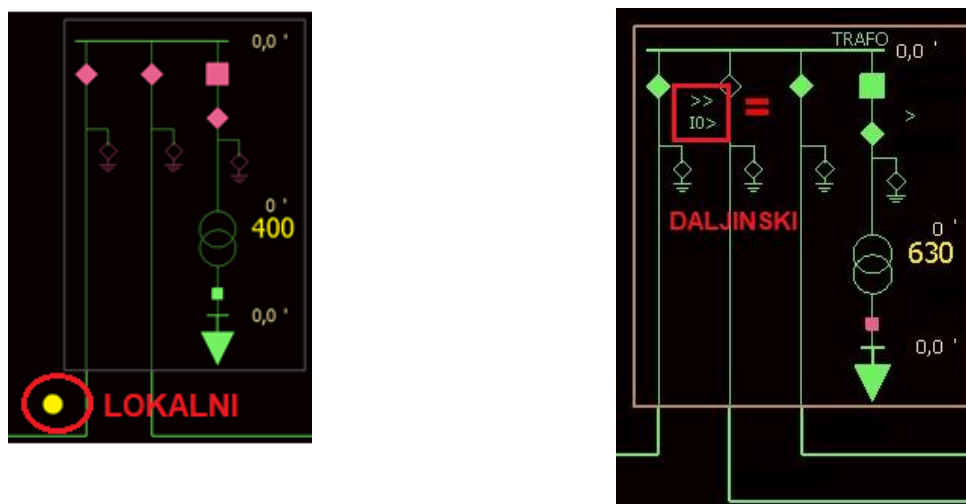 0,0 '
0 '
400
0,0 '
LOKALNI
TRAFO
0,0 '
>>
I0>
=
>
DALJINSKI
0 '
630
0,0 '